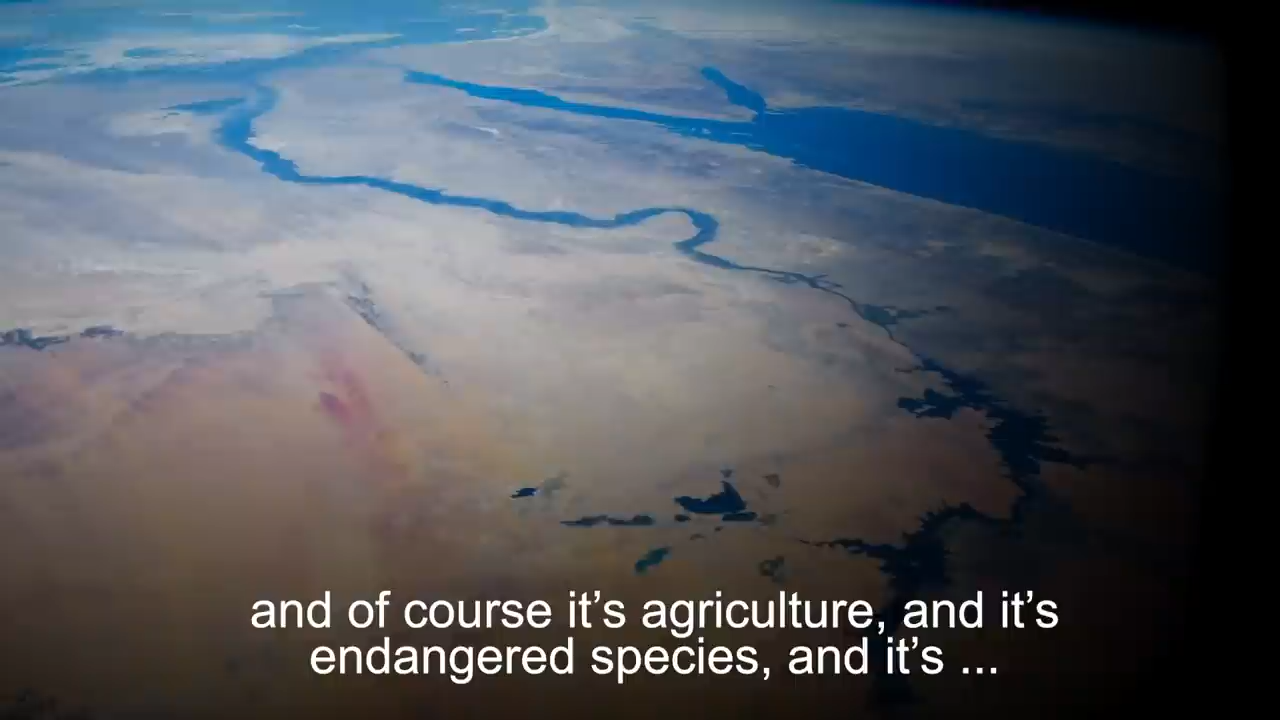 and of course it’s agriculture, and it’s
endangered species, and it’s ...